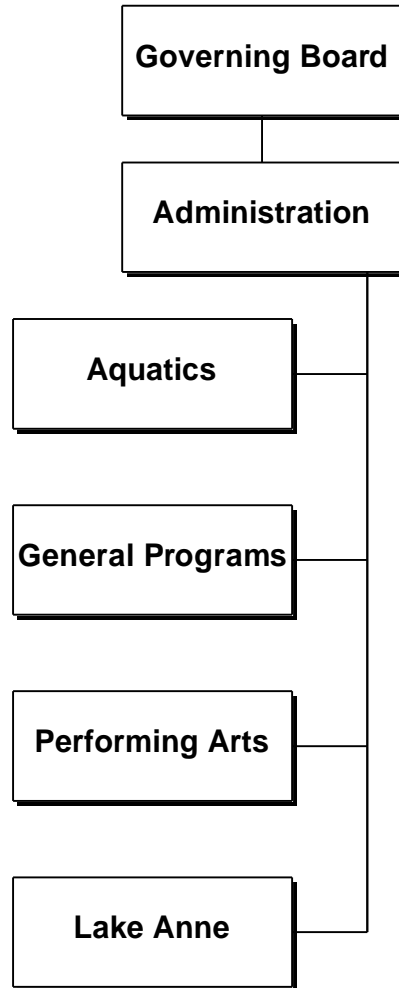 Governing Board
Administration
Aquatics
General Programs
Performing Arts
Lake Anne